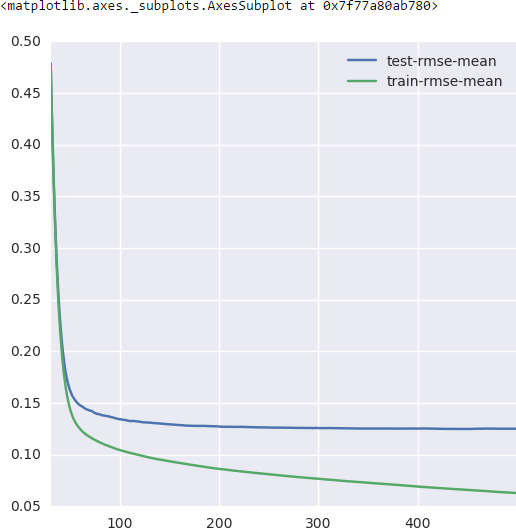 <matplotlib.axes._subplots.AxesSubplot at 0x7f77a80ab780>
0.50
test-rmse-mean
train-rmse-mean
0.45
0.40
0.35
0.30
0.25
0.20
0.15
0.10
0.05
100 200 300 400